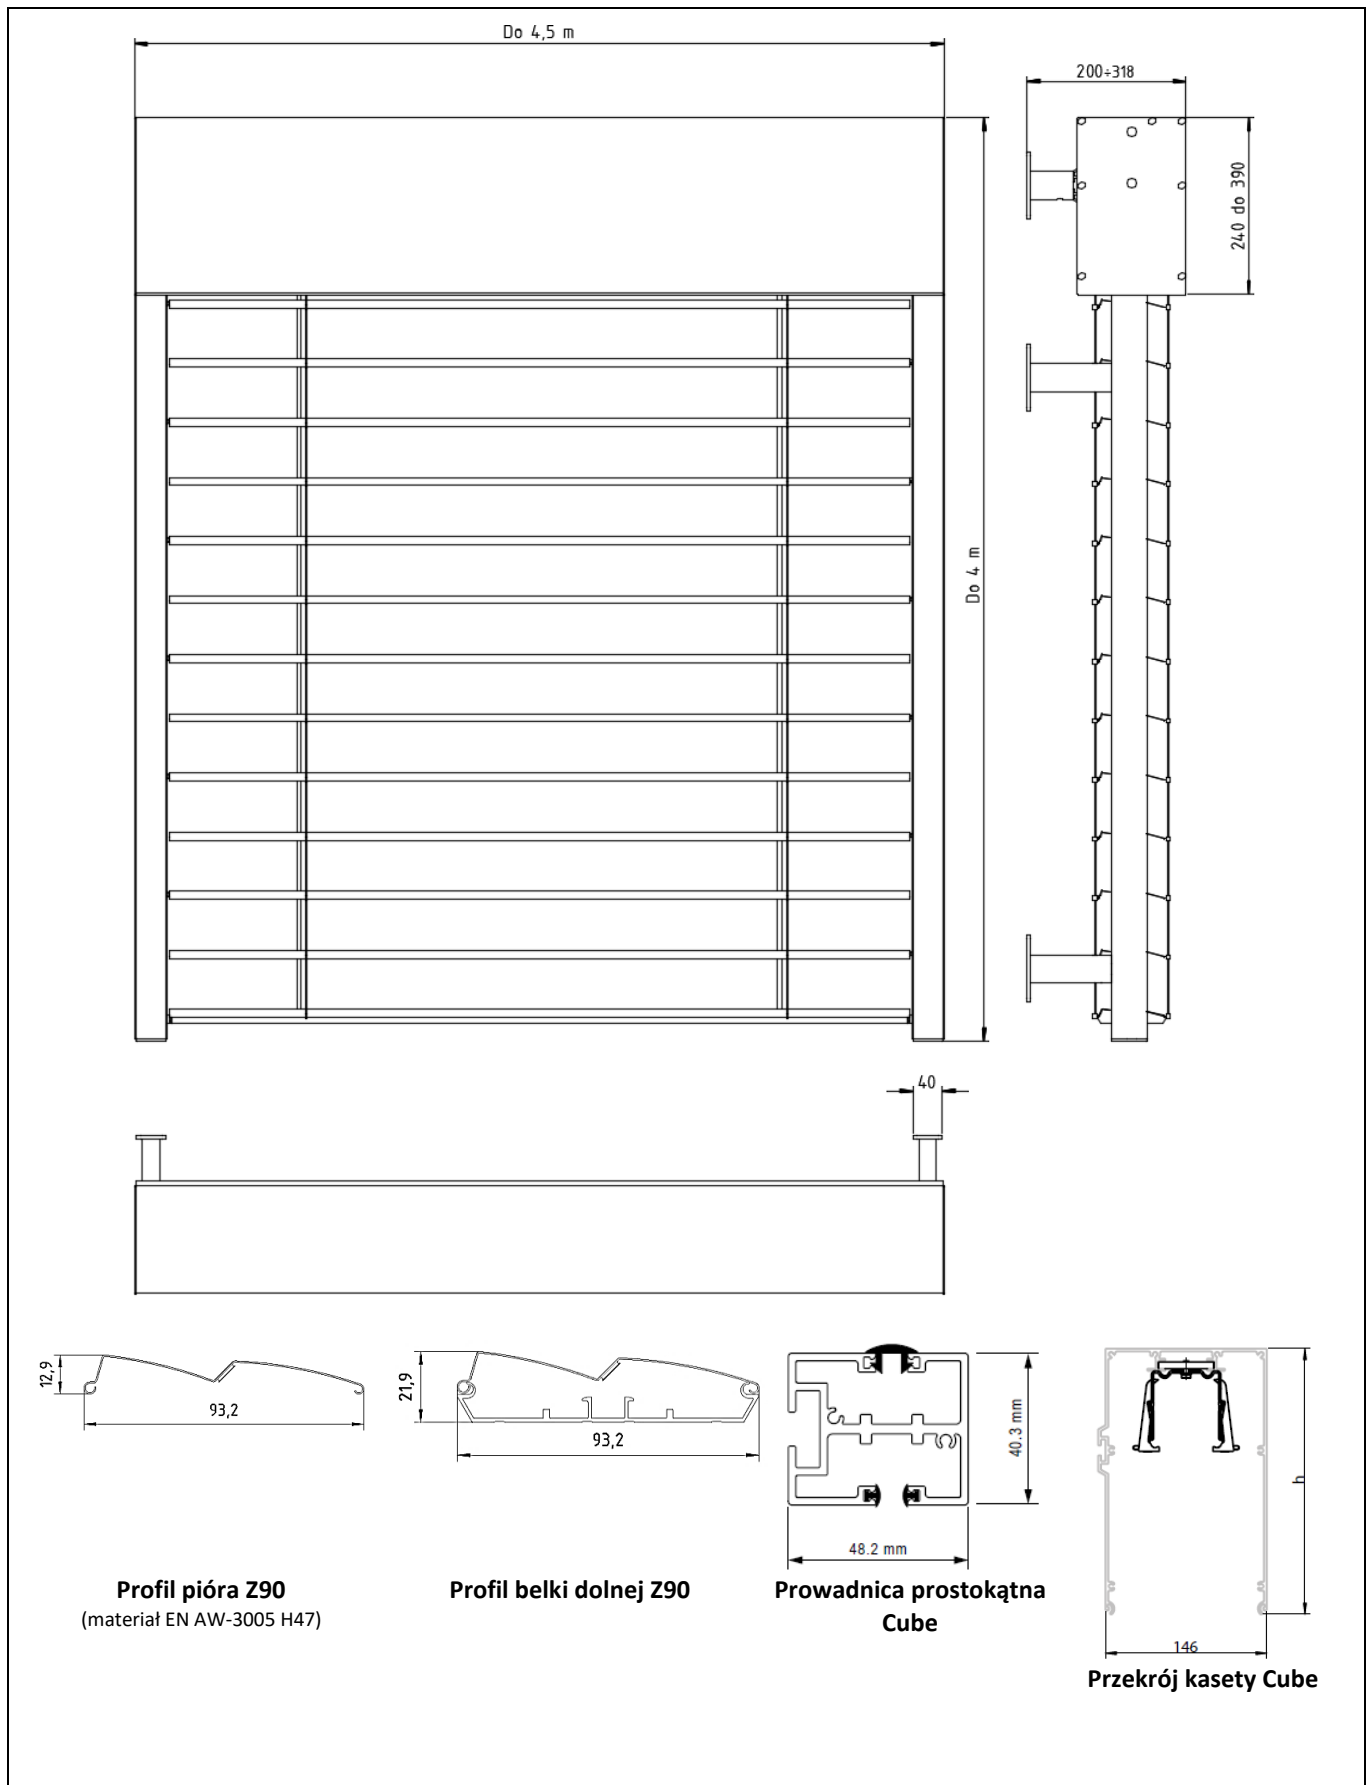 Do 4,5 m
200÷318
240 do 390
Do 4 m
40
12,9
93,2
21,9
93,2
40.3 mm
48.2 mm
h
146
Profil pióra Z90
(materiał EN AW-3005 H47)
Profil belki dolnej Z90
Prowadnica prostokątna
Cube
Przekrój kasety Cube